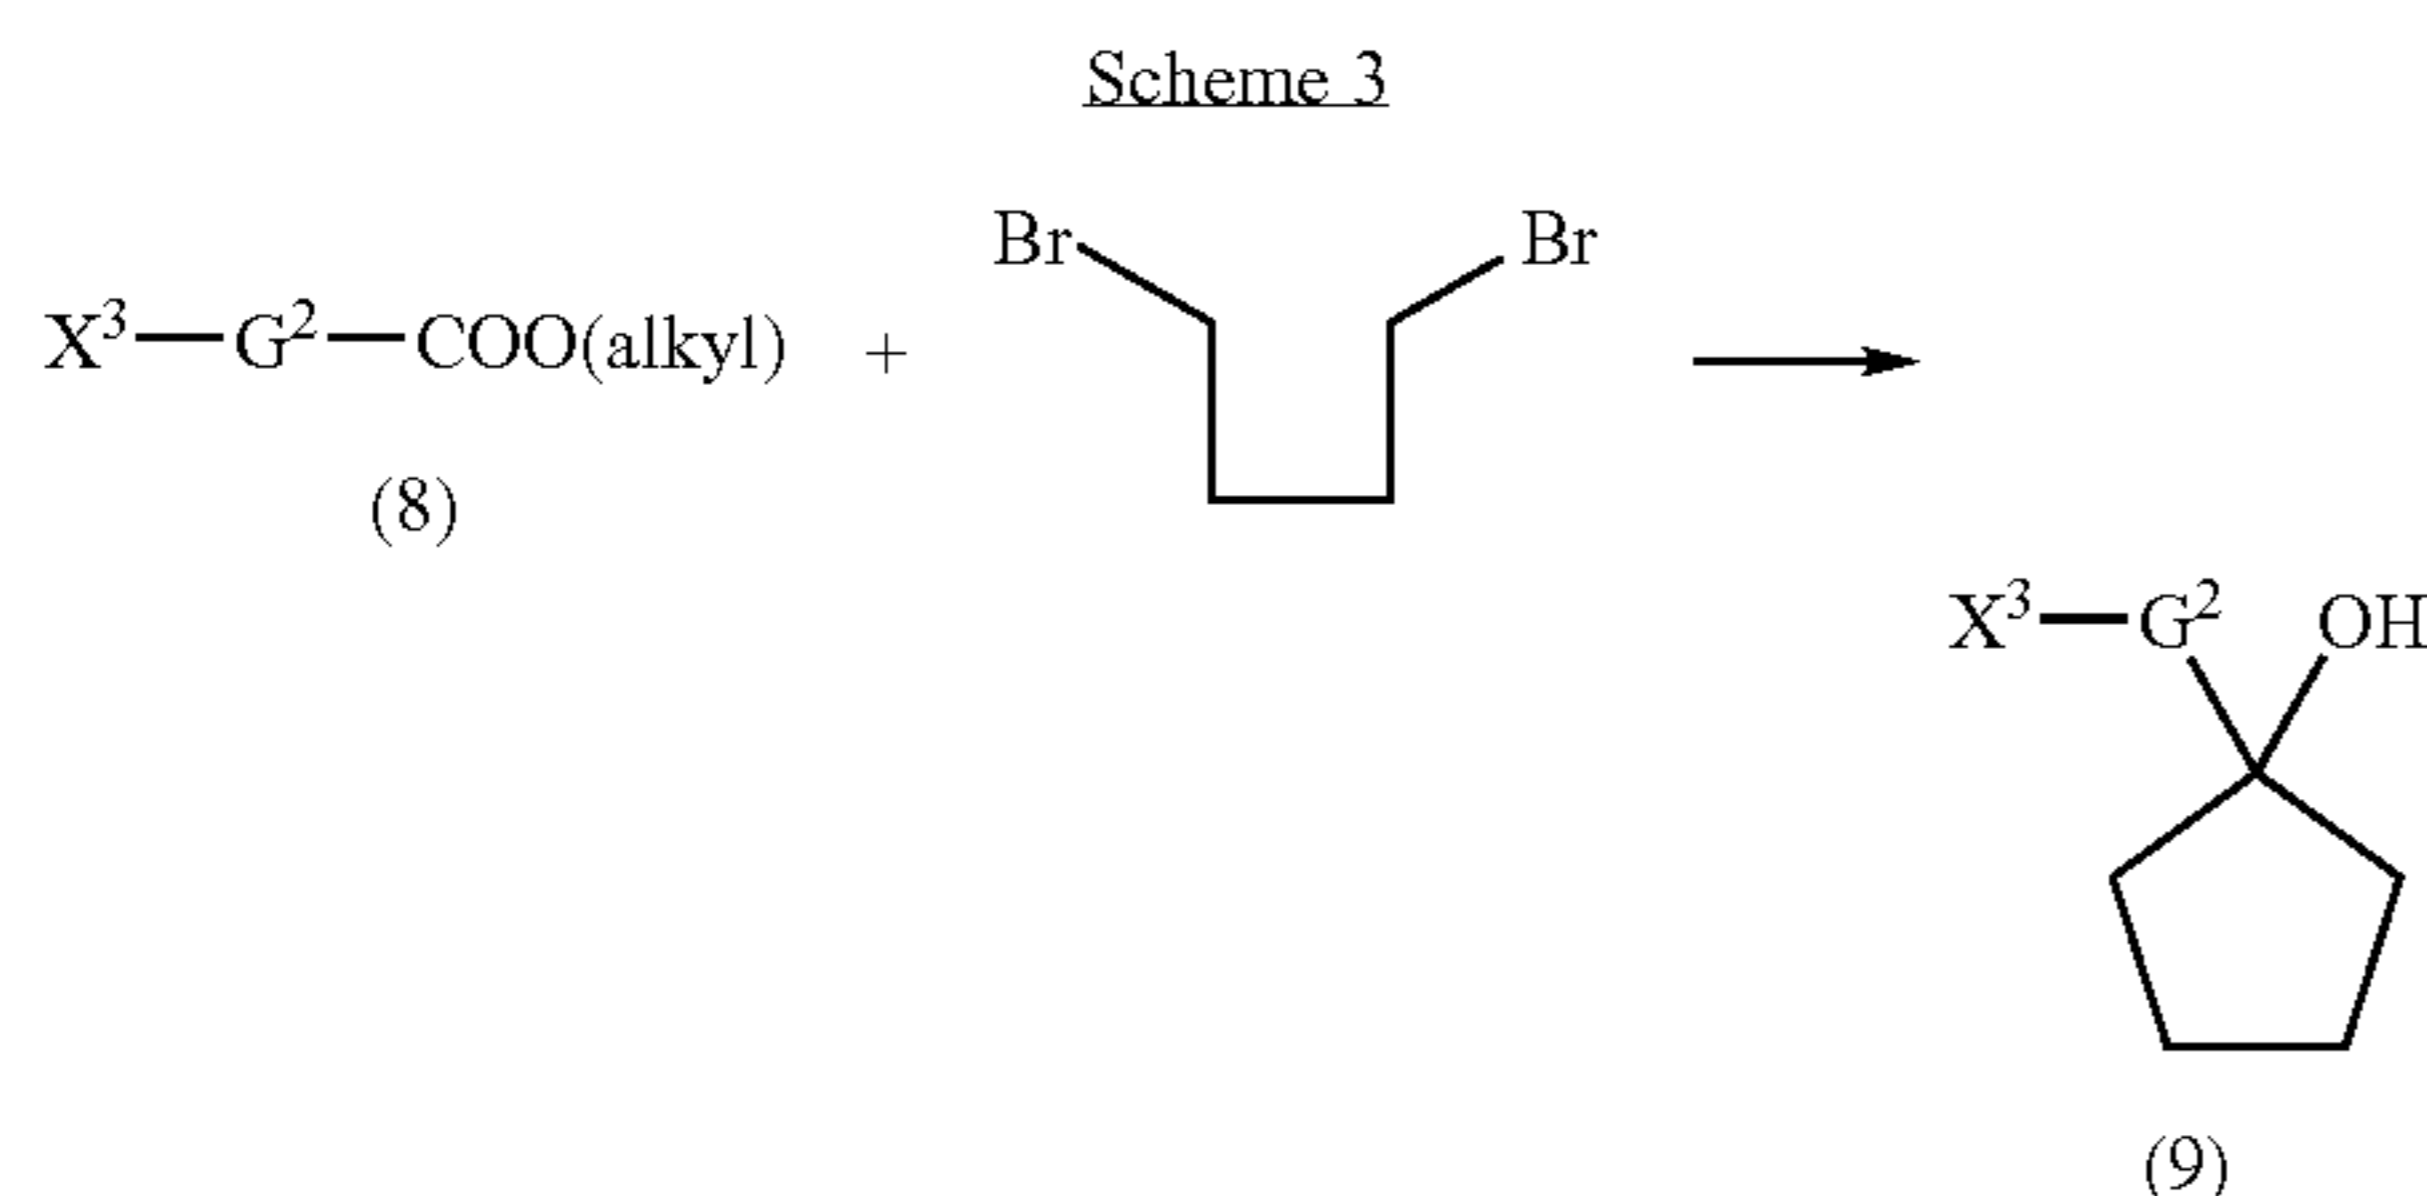 Scheme 3
Br Br
X³—G²—COO(alkyl) +
(8)
X³—G² OH
(9)